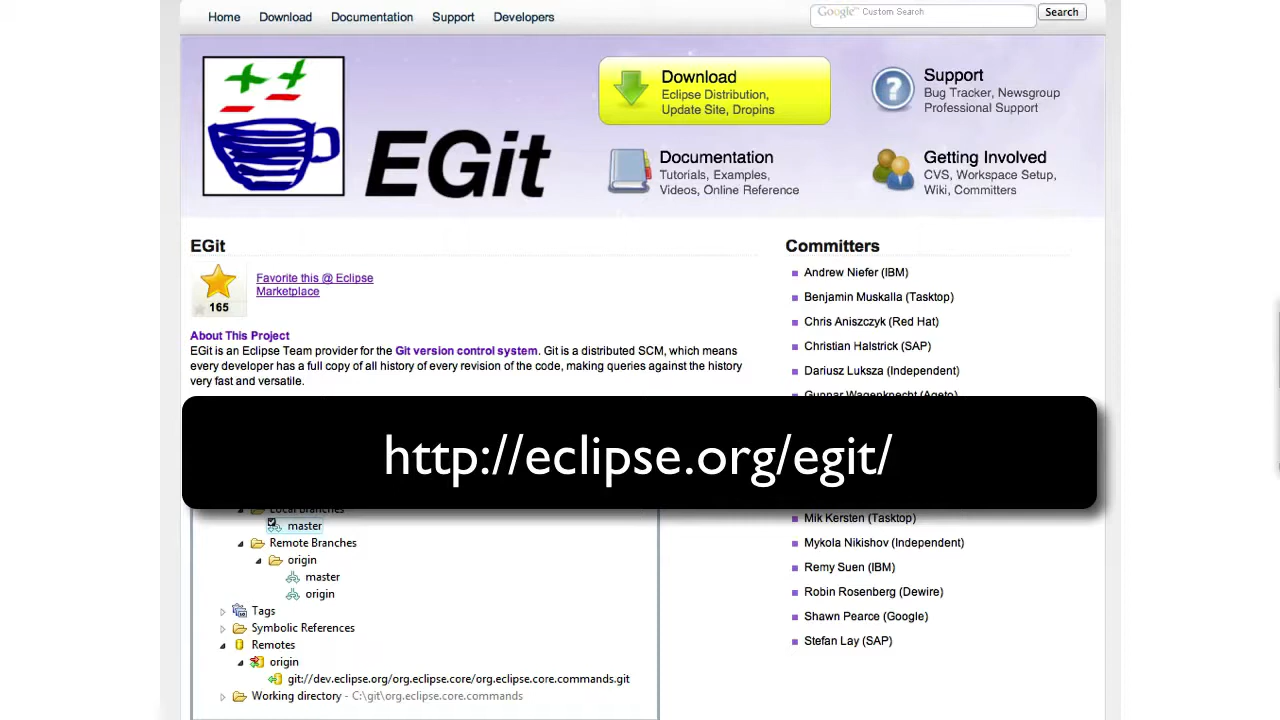 Home Download Documentation Support Developers
Google™ Custom Search
Search
EGit
Download
Eclipse Distribution,
Update Site, Dropins
Support
Bug Tracker, Newsgroup
Professional Support
Documentation
Tutorials, Examples,
Videos, Online Reference
Getting Involved
CVS, Workspace Setup,
Wiki, Committers
EGit
165
Favorite this @ Eclipse
Marketplace
About This Project
EGit is an Eclipse Team provider for the Git version control system. Git is a distributed SCM, which means
every developer has a full copy of all history of every revision of the code, making queries against the history
very fast and versatile.
http://eclipse.org/egit/
Local Branches
master
Remote Branches
origin
master
origin
Tags
Symbolic References
Remotes
origin
git://dev.eclipse.org/org.eclipse.core/org.eclipse.core.commands.git
Working directory - C:\git\org.eclipse.core.commands
Committers
Andrew Niefer (IBM)
Benjamin Muskalla (Tasktop)
Chris Aniszczyk (Red Hat)
Christian Halstrick (SAP)
Dariusz Luksza (Independent)
Gunnar Wagenknecht (Ageto)
Mik Kersten (Tasktop)
Mykola Nikishov (Independent)
Remy Suen (IBM)
Robin Rosenberg (Dewire)
Shawn Pearce (Google)
Stefan Lay (SAP)